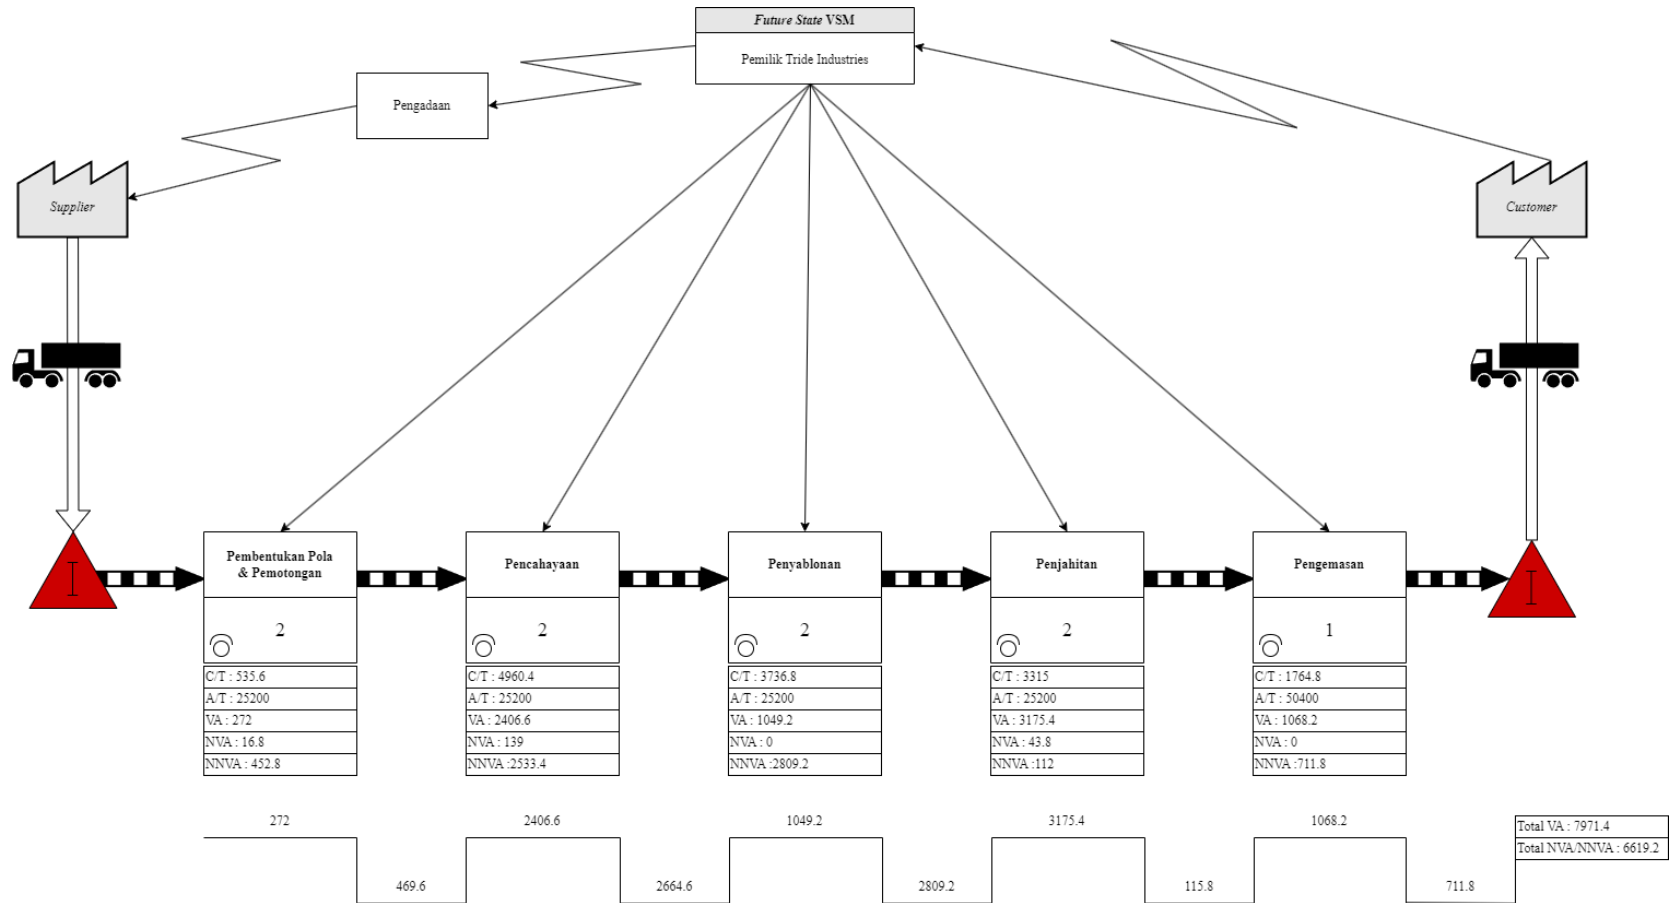 Future State VSM
Pemilik Tride Industries
Pengadaan
Supplier
Customer
Pembentukan Pola
& Pemotongan
2
C/T : 535.6
A/T : 25200
VA : 272
NVA : 16.8
NNVA : 452.8
Pencahayaan
2
C/T : 4960.4
A/T : 25200
VA : 2406.6
NVA : 139
NNVA :2533.4
Penyablonan
2
C/T : 3736.8
A/T : 25200
VA : 1049.2
NVA : 0
NNVA :2809.2
Penjahitan
2
C/T : 3315
A/T : 25200
VA : 3175.4
NVA : 43.8
NNVA :112
Pengemasan
1
C/T : 1764.8
A/T : 50400
VA : 1068.2
NVA : 0
NNVA :711.8
I
I
272
2406.6
1049.2
3175.4
1068.2
469.6
2664.6
2809.2
115.8
711.8
Total VA : 7971.4
Total NVA/NNVA : 6619.2